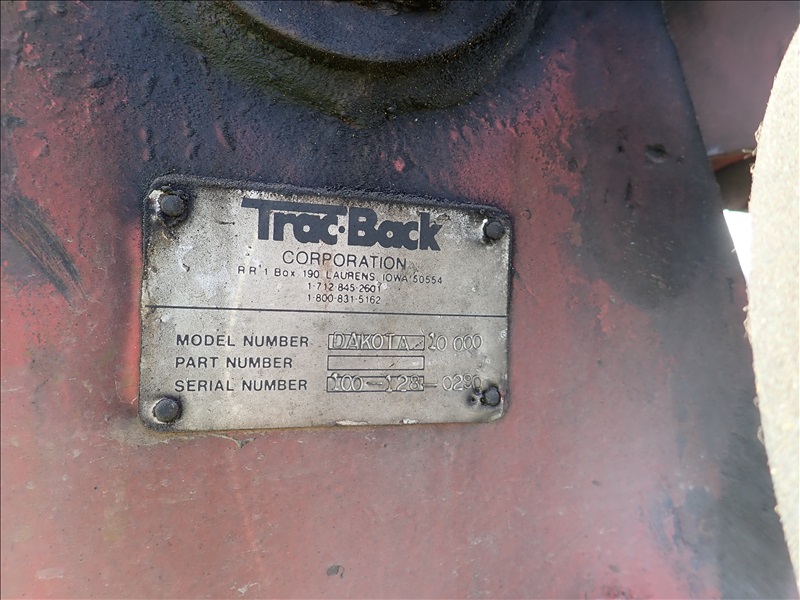 Trac·Back
CORPORATION
R R 1 Box 190 LAURENS, IOWA 50554
1-712-845-2601
1-800-831-5162
MODEL NUMBER DAKOTA 10 000
PART NUMBER
SERIAL NUMBER 100-128-0290